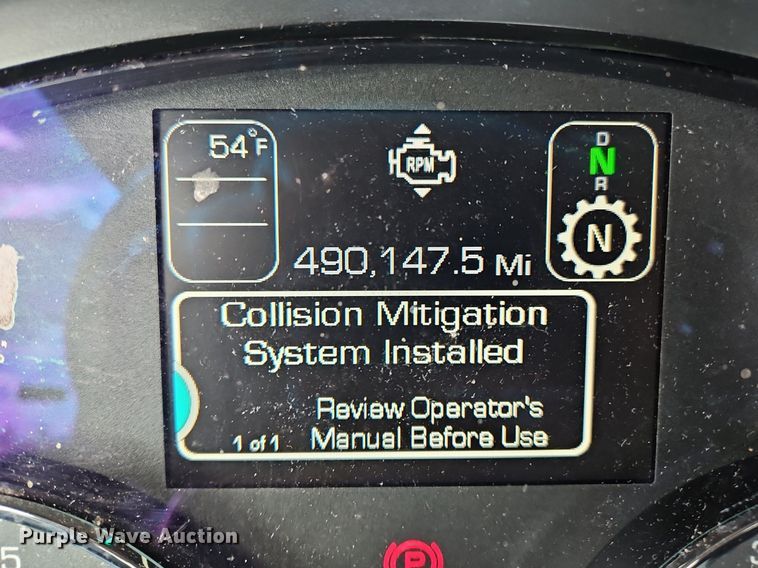 54°F
RPM
D
N
R
N
490,147.5 Mi
Collision Mitigation
System Installed
Review Operator's
1 of 1 Manual Before Use
Purple Wave Auction
5
P